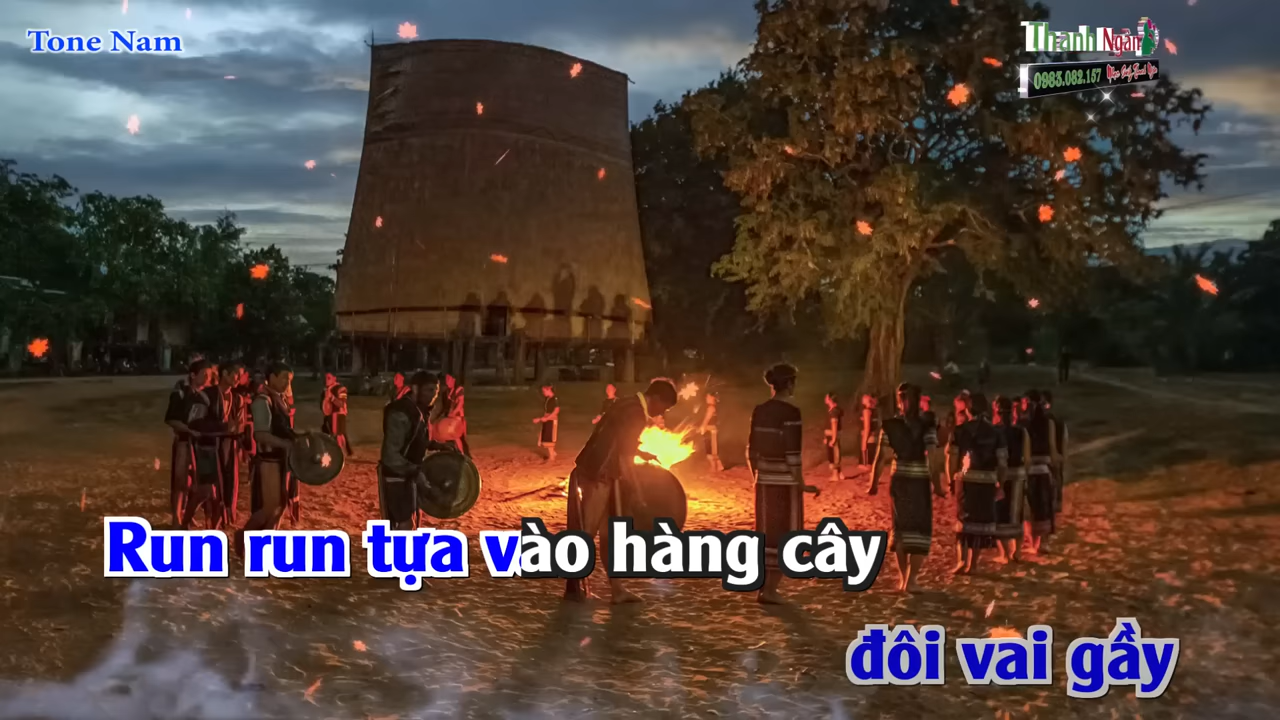 Tone Nam
Thanh Ngân
0983.082.157
Run run tựa vào hàng cây
đôi vai gầy